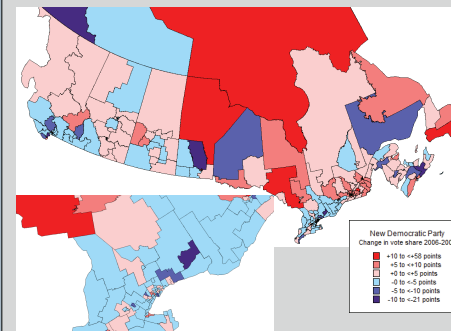 New Democratic Party
Change in vote share 2006-200
+10 to <+58 points
+5 to <+10 points
+0 to <+5 points
-0 to <-5 points
-5 to <-10 points
-10 to <-21 points